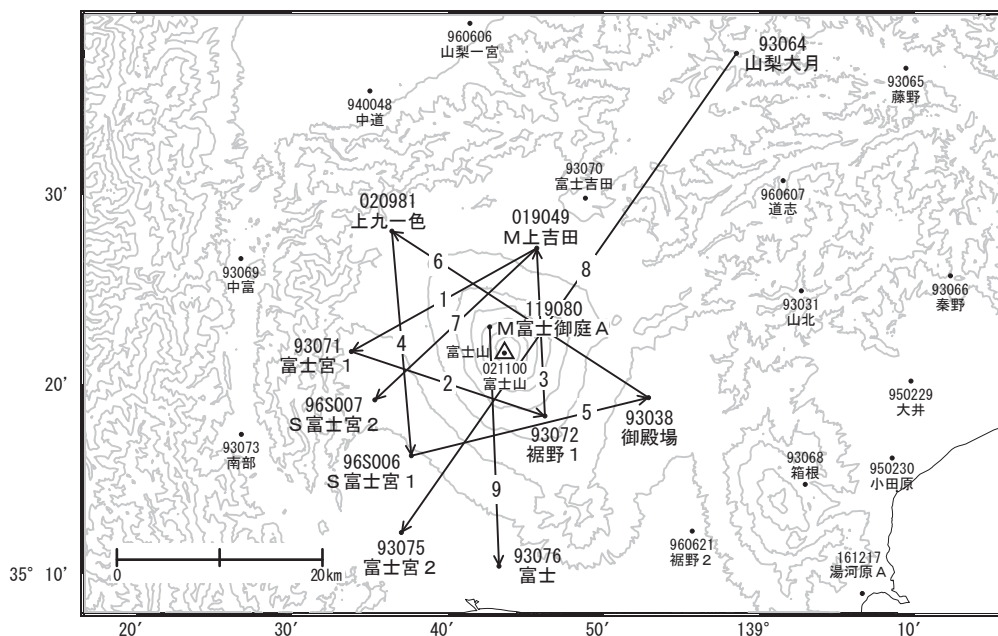 960606
山梨一宮
93064
山梨大月
93065
藤野
940048
中道
93070
富士吉田
960607
道志
30′
020981
上九一色
019049
M上吉田
93069
中富
6
8
93066
秦野
93031
山北
1
119080
M富士御庭A
7
93071
富士宮1
4
富士山
021100
富士山
20′
2
3
950229
大井
96S007
S富士宮2
5
93038
御殿場
93072
裾野1
93073
南部
96S006
S富士宮1
93068
箱根
950230
小田原
9
93075
富士宮2
93076
富士
960621
裾野2
161217
湯河原A
35° 10′
0
20km
20′
30′
40′
50′
139°
10′